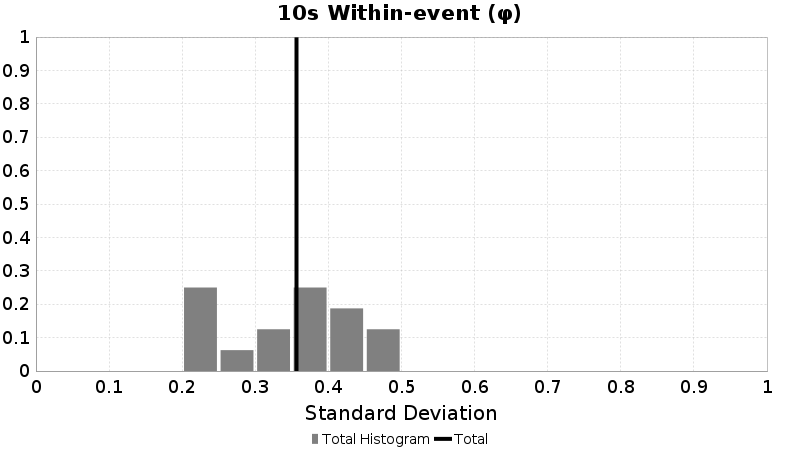 10s Within-event (φ)
1
0.9
0.8
0.7
0.6
0.5
0.4
0.3
0.2
0.1
0
0 0.1 0.2 0.3 0.4 0.5 0.6 0.7 0.8 0.9 1
Standard Deviation
Total Histogram Total